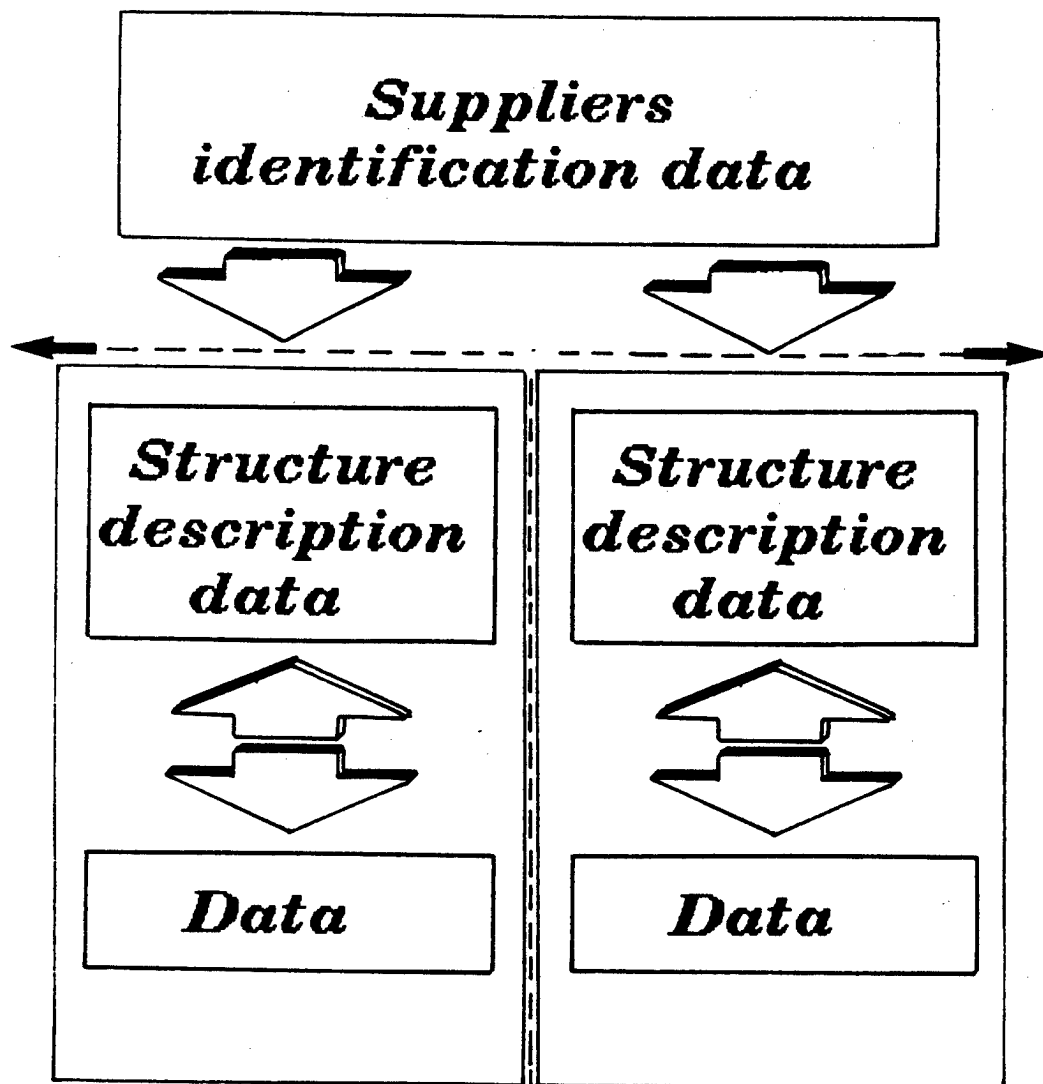 Suppliers
identification data
Structure
description
data
Structure
description
data
Data
Data